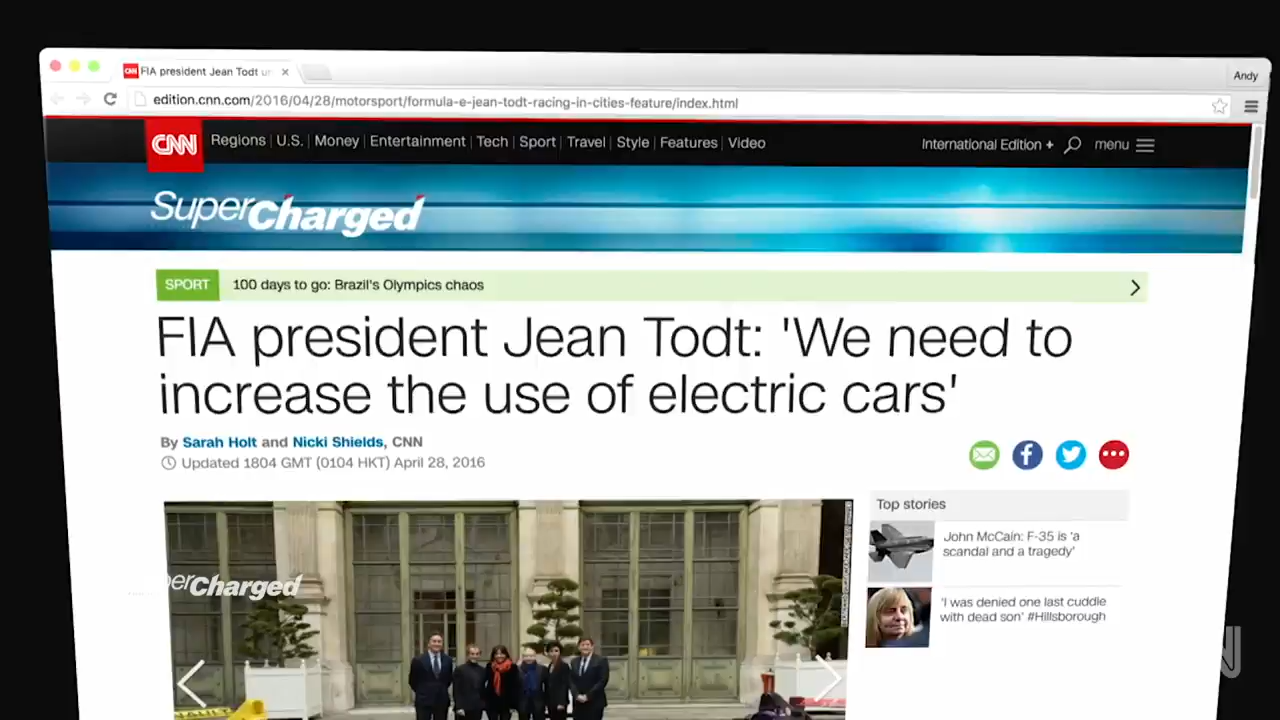 CNN FIA president Jean Todt
Andy
edition.cnn.com/2016/04/28/motorsport/formula-e-jean-todt-racing-in-cities-feature/index.html
CNN Regions U.S. Money Entertainment Tech Sport Travel Style Features Video International Edition + menu
SuperCharged
SPORT 100 days to go: Brazil's Olympics chaos
FIA president Jean Todt: 'We need to
increase the use of electric cars'
By Sarah Holt and Nicki Shields, CNN
Updated 1804 GMT (0104 HKT) April 28, 2016
Top stories
John McCain: F-35 is 'a
scandal and a tragedy'
'I was denied one last cuddle
with dead son' #Hillsborough
perCharged